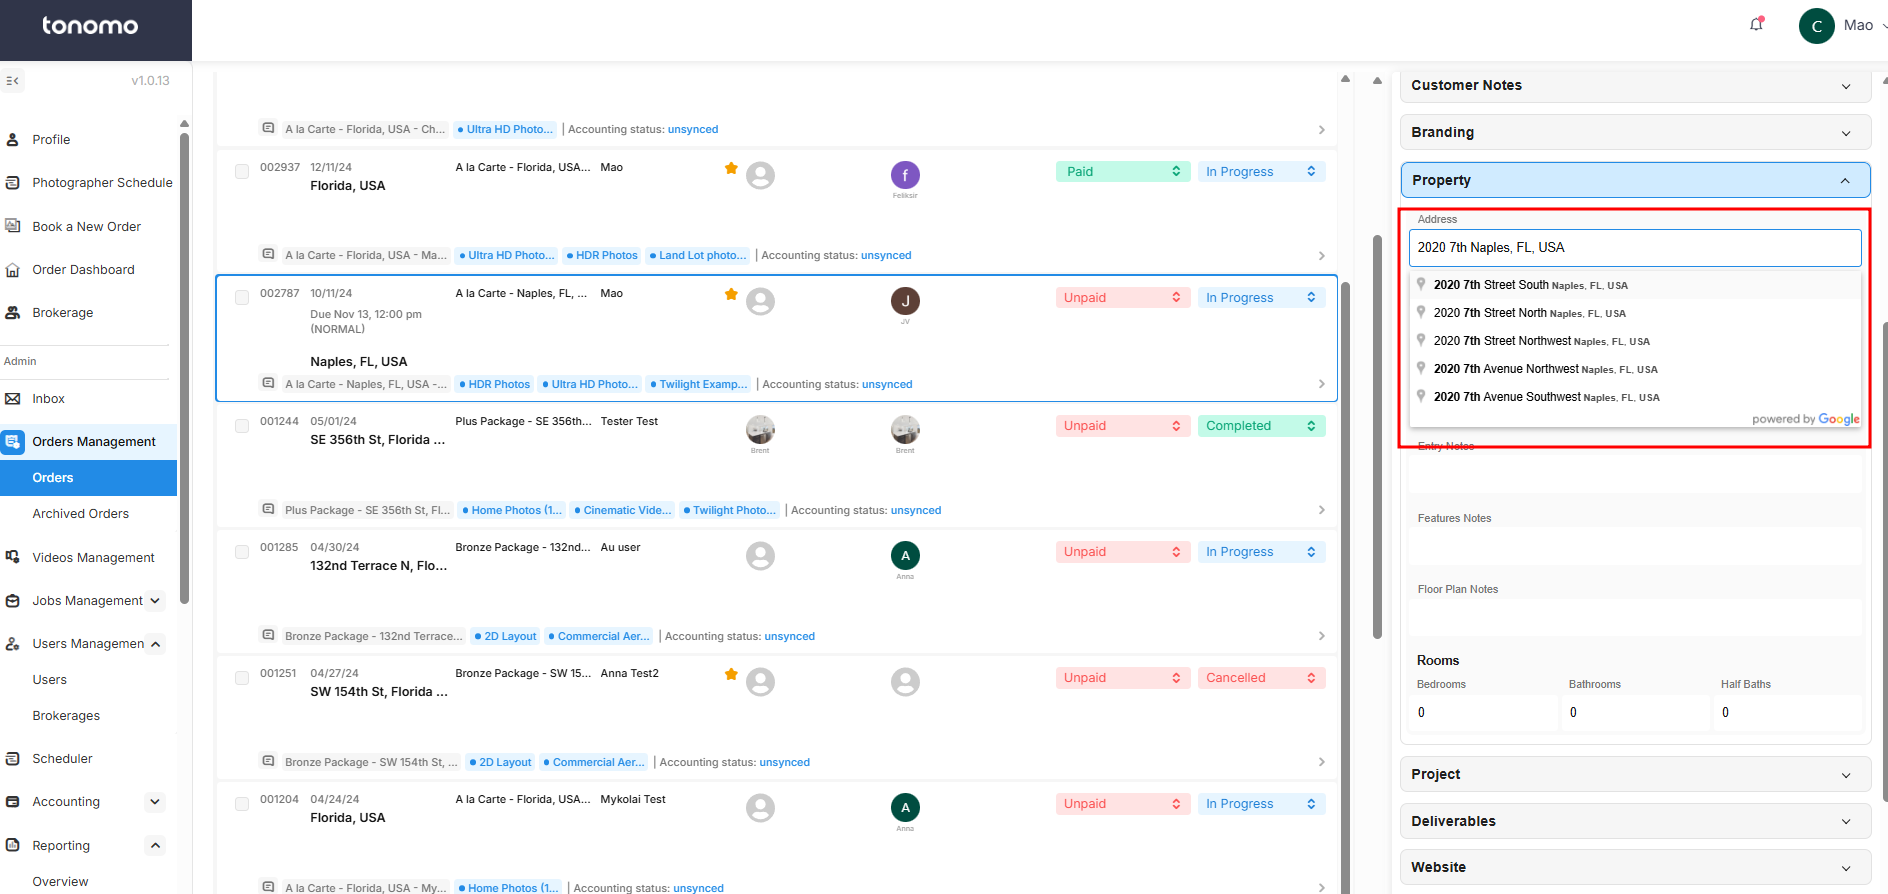 tonomo
C Mao
v1.0.13
Profile
Photographer Schedule
Book a New Order
Order Dashboard
Brokerage
Admin
Inbox
Orders Management
Orders
Archived Orders
Videos Management
Jobs Management
Users Managemen
Users
Brokerages
Scheduler
Accounting
Reporting
Overview
A la Carte - Florida, USA - Ch... Ultra HD Photo... | Accounting status: unsynced
002937 12/11/24 A la Carte - Florida, USA... Mao f Paid In Progress
Florida, USA
Feliksir
A la Carte - Florida, USA - Ma... Ultra HD Photo... HDR Photos Land Lot photo... | Accounting status: unsynced
002787 10/11/24 A la Carte - Naples, FL, ... Mao J Unpaid In Progress
Due Nov 13, 12:00 pm
JV
(NORMAL)
Naples, FL, USA
A la Carte - Naples, FL, USA -... HDR Photos Ultra HD Photo... Twilight Examp... | Accounting status: unsynced
001244 05/01/24 Plus Package - SE 356th... Tester Test Unpaid Completed
SE 356th St, Florida ...
Brent Brent
Plus Package - SE 356th St, Fl... Home Photos (1... Cinematic Vide... Twilight Photo... | Accounting status: unsynced
001285 04/30/24 Bronze Package - 132nd... Au user A Unpaid In Progress
132nd Terrace N, Flo...
Anna
Bronze Package - 132nd Terrace... 2D Layout Commercial Aer... | Accounting status: unsynced
001251 04/27/24 Bronze Package - SW 15... Anna Test2 Unpaid Cancelled
SW 154th St, Florida ...
Bronze Package - SW 154th St, ... 2D Layout Commercial Aer... | Accounting status: unsynced
001204 04/24/24 A la Carte - Florida, USA... Mykolai Test A Unpaid In Progress
Florida, USA
Anna
A la Carte - Florida, USA - My... Home Photos (1... | Accounting status: unsynced
Customer Notes
Branding
Property
Address
2020 7th Naples, FL, USA
2020 7th Street South Naples, FL, USA
2020 7th Street North Naples, FL, USA
2020 7th Street Northwest Naples, FL, USA
2020 7th Avenue Northwest Naples, FL, USA
2020 7th Avenue Southwest Naples, FL, USA
powered by Google
Entry Notes
Features Notes
Floor Plan Notes
Rooms
Bedrooms Bathrooms Half Baths
0 0 0
Project
Deliverables
Website